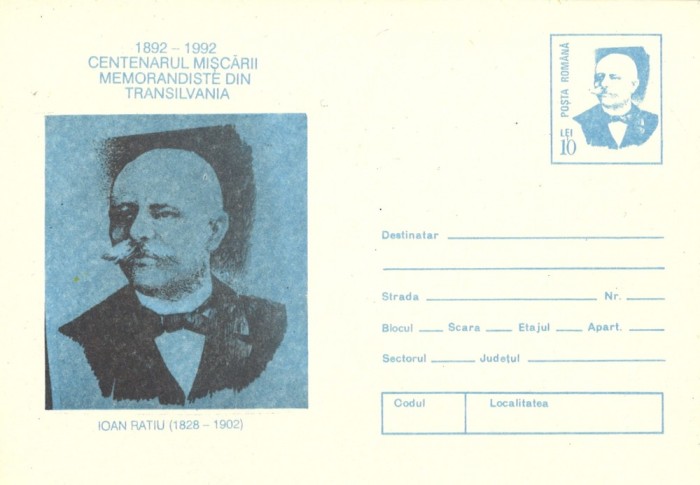 1892 – 1992
CENTENARUL MIȘCĂRII
MEMORANDISTE DIN
TRANSILVANIA
IOAN RATIU (1828 – 1902)
POȘTA ROMÂNĂ
LEI
10
Destinatar
Strada Nr.
Blocul Scara Etajul Apart.
Sectorul Județul
Codul Localitatea